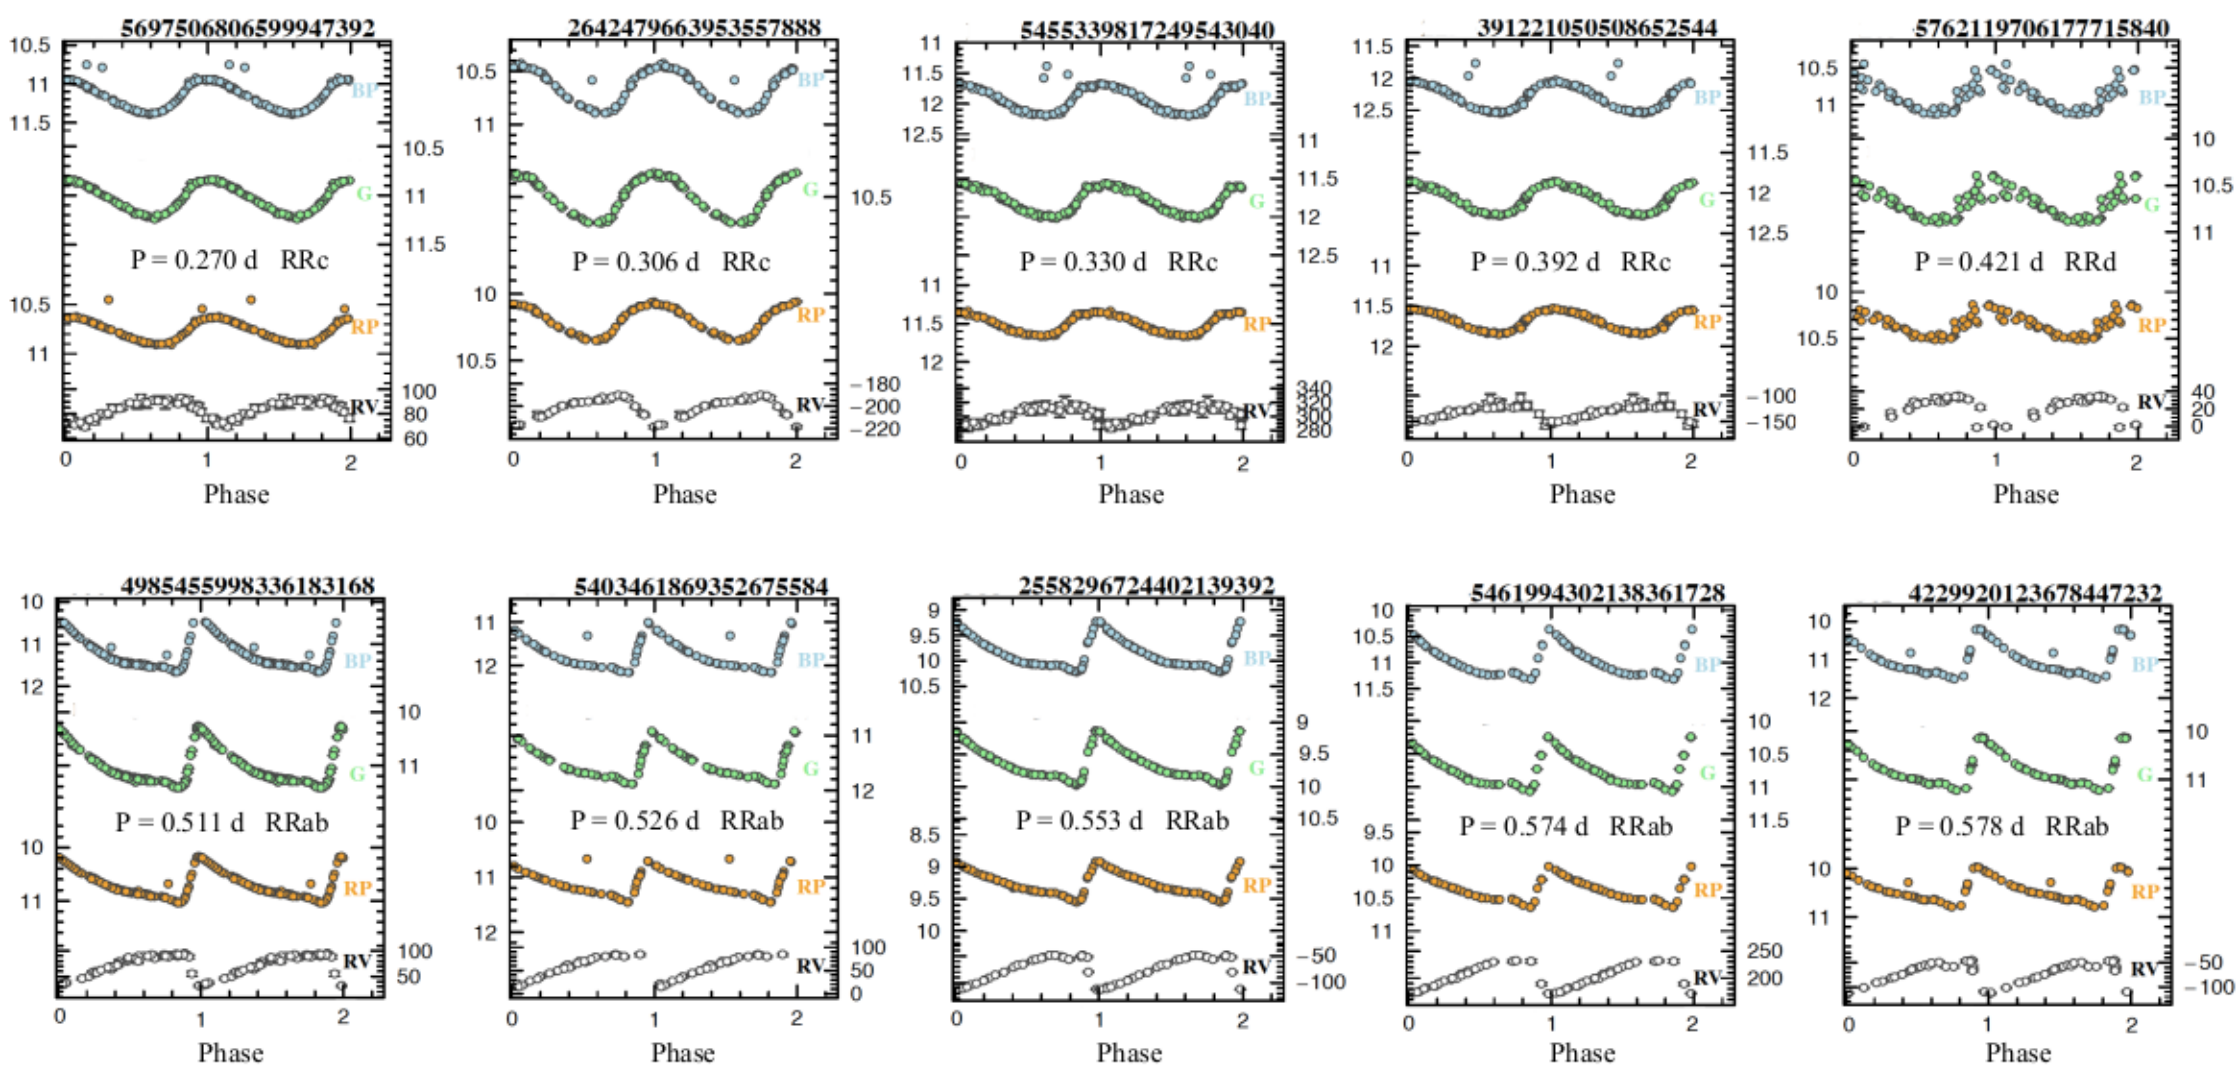 5697506806599947392
10.5
11
11.5
BP
10.5
11
11.5
G
P = 0.270 d RRc
10.5
11
RP
100
80
60
RV
0 1 2
Phase
2642479663953557888
10.5
11
BP
10.5
G
P = 0.306 d RRc
10
10.5
RP
−180
−200
−220
RV
0 1 2
Phase
5455339817249543040
11
11.5
12
12.5
BP
11
11.5
12
12.5
G
P = 0.330 d RRc
11
11.5
12
RP
340
320
300
280
RV
0 1 2
Phase
391221050508652544
11.5
12
12.5
BP
11.5
12
12.5
G
P = 0.392 d RRc
11
11.5
12
RP
−100
−150
RV
0 1 2
Phase
5762119706177715840
10.5
11
BP
10
10.5
11
G
P = 0.421 d RRd
10
10.5
RP
40
20
0
RV
0 1 2
Phase
4985455998336183168
10
11
12
BP
10
11
G
P = 0.511 d RRab
10
11
RP
100
50
RV
0 1 2
Phase
5403461869352675584
11
12
BP
11
12
G
P = 0.526 d RRab
10
11
12
RP
100
50
0
RV
0 1 2
Phase
2558296724402139392
9
9.5
10
10.5
BP
9
9.5
10
10.5
G
P = 0.553 d RRab
8.5
9
9.5
10
RP
−50
−100
RV
0 1 2
Phase
5461994302138361728
10
10.5
11
11.5
BP
10
10.5
11
11.5
G
P = 0.574 d RRab
9.5
10
10.5
11
RP
250
200
RV
0 1 2
Phase
4229920123678447232
10
11
12
BP
10
11
G
P = 0.578 d RRab
10
11
RP
−50
−100
RV
0 1 2
Phase